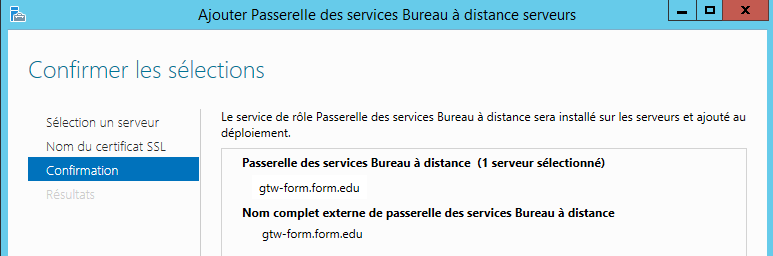 Ajouter Passerelle des services Bureau à distance serveurs
Confirmer les sélections
Sélection un serveur
Nom du certificat SSL
Confirmation
Résultats
Le service de rôle Passerelle des services Bureau à distance sera installé sur les serveurs et ajouté au
déploiement.
Passerelle des services Bureau à distance (1 serveur sélectionné)
gtw-form.form.edu
Nom complet externe de passerelle des services Bureau à distance
gtw-form.form.edu